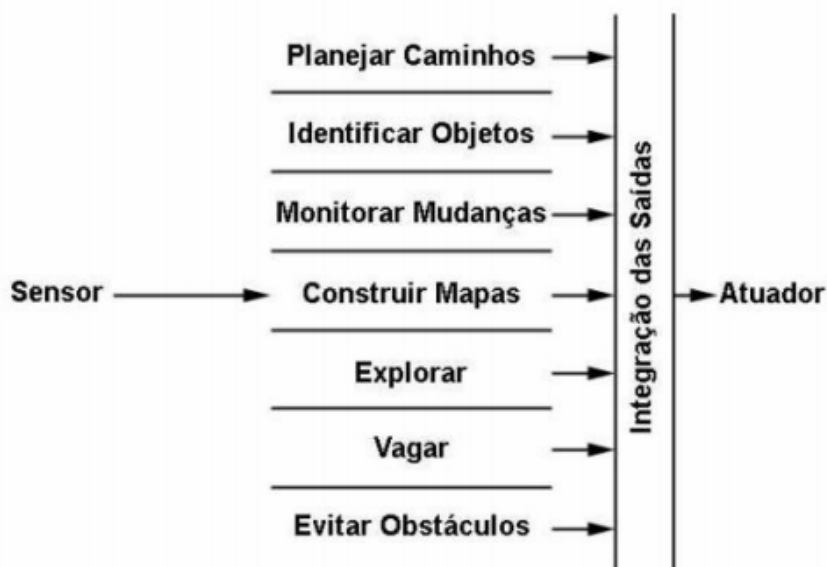 Planejar Caminhos
Identificar Objetos
Monitorar Mudanças
Sensor
Construir Mapas
Explorar
Vagar
Evitar Obstáculos
Integração das Saídas
Atuador